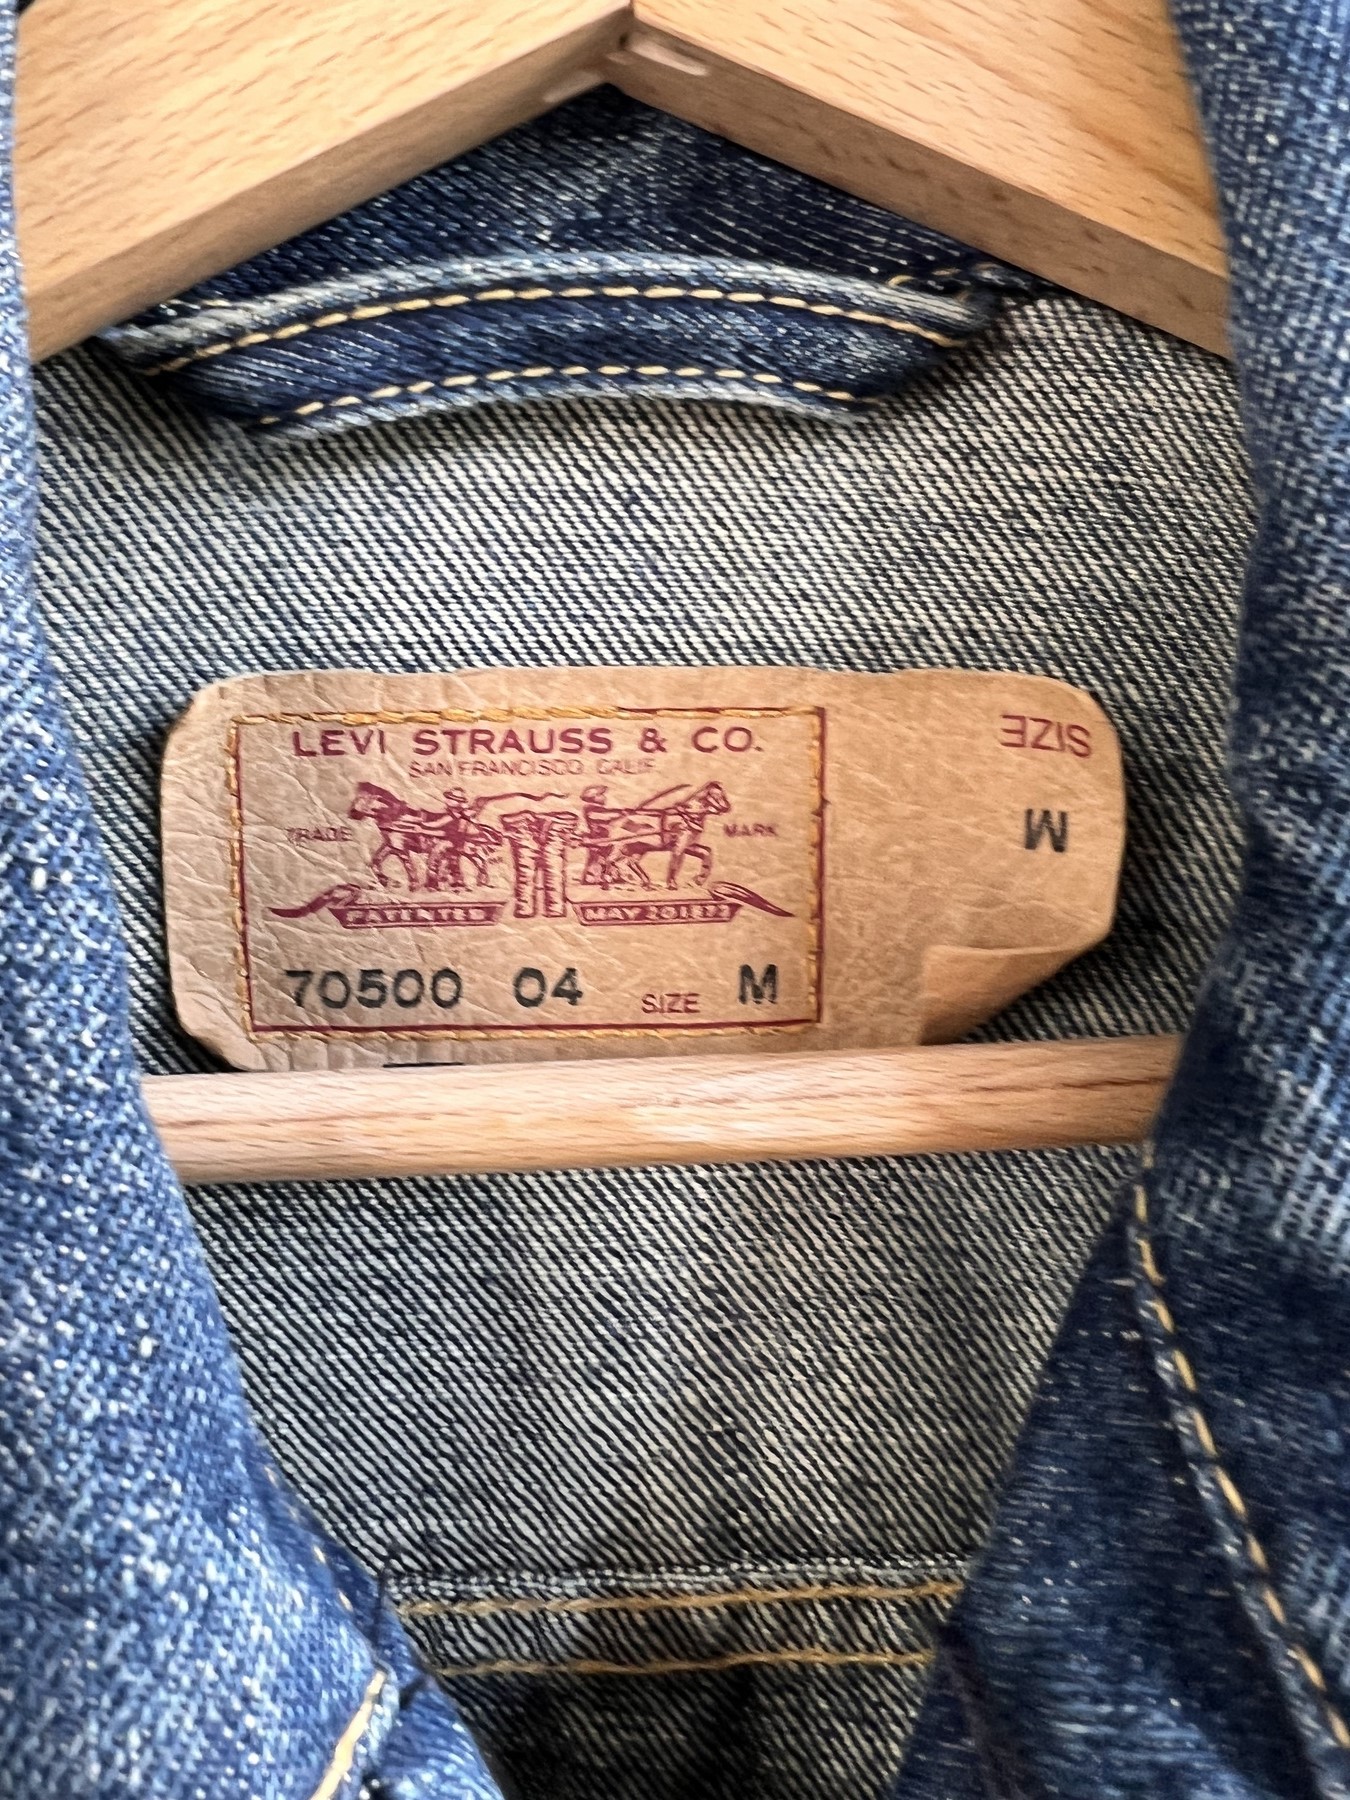 LEVI STRAUSS & CO.
SAN FRANCISCO CALIF
TRADE MARK
PATENTED MAY 20 1873
70500 04 SIZE M
SIZE
M